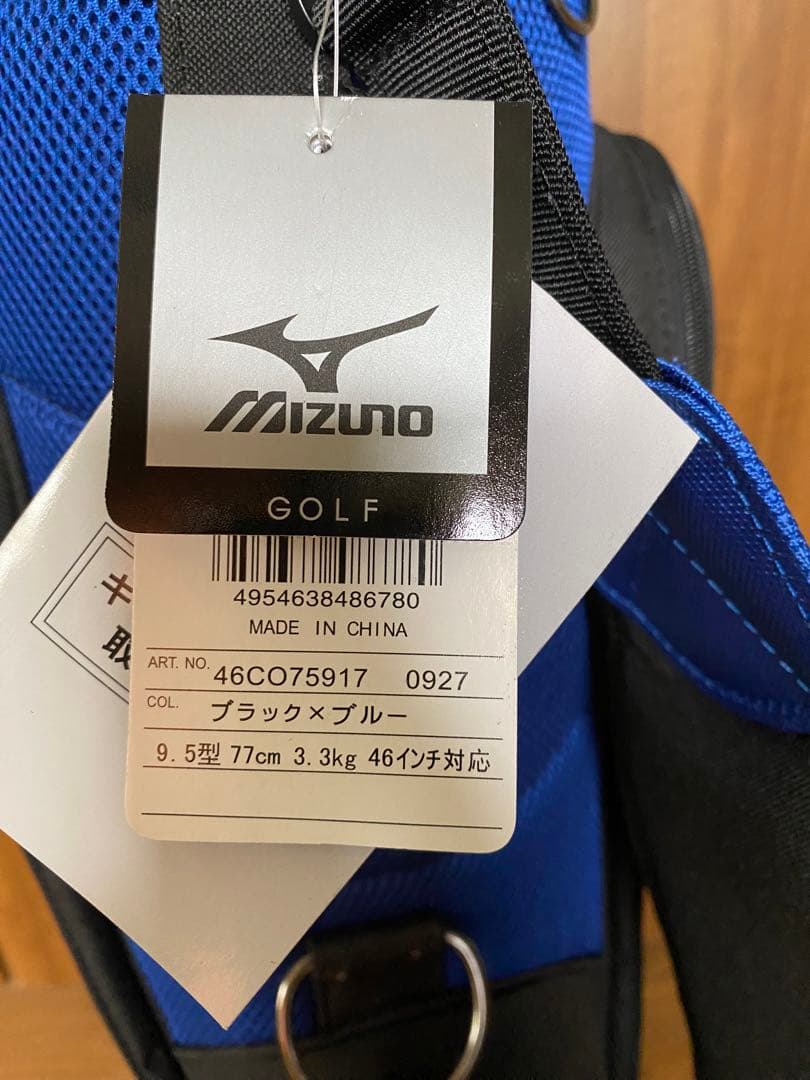 MIZUNO
GOLF
4954638486780
MADE IN CHINA
ART. NO. 46CO75917 0927
COL. ブラック×ブルー
9.5型 77cm 3.3kg 46インチ対応
キ
取